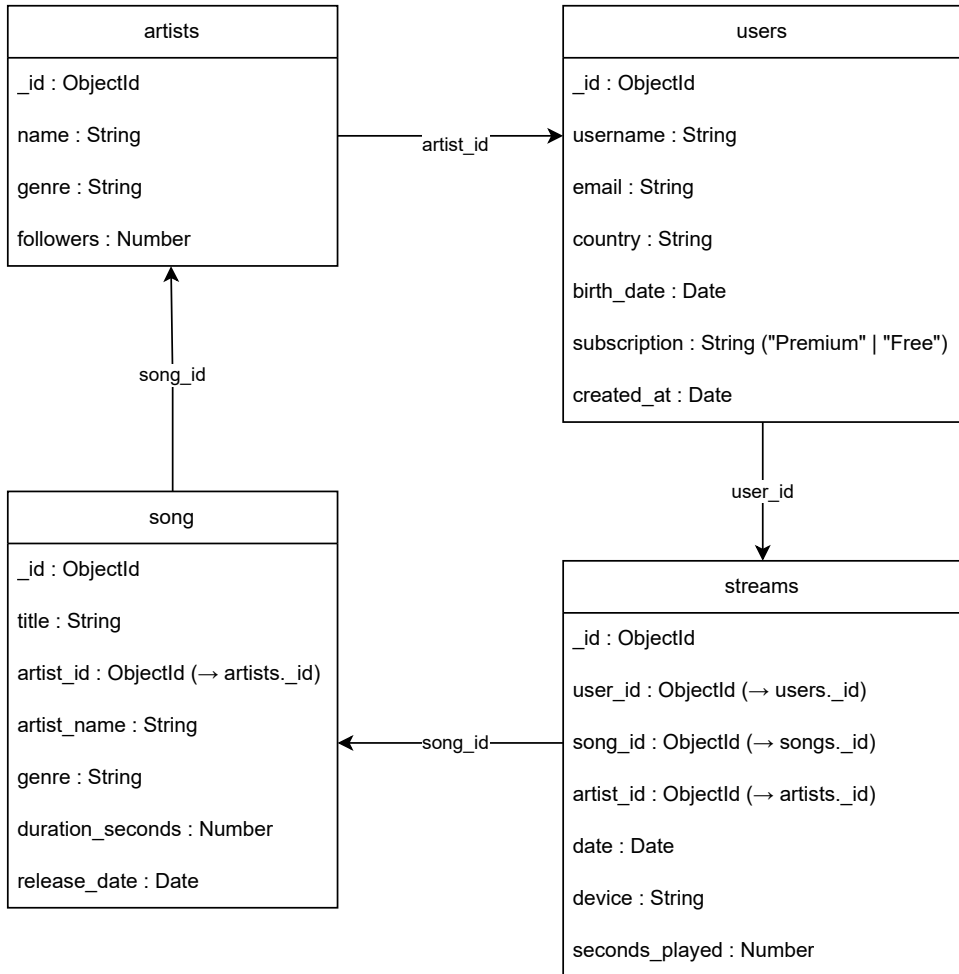 artists
_id : ObjectId
name : String
genre : String
followers : Number
artist_id
users
_id : ObjectId
username : String
email : String
country : String
birth_date : Date
subscription : String ("Premium" | "Free")
created_at : Date
song_id
user_id
song
_id : ObjectId
title : String
artist_id : ObjectId (→ artists._id)
artist_name : String
genre : String
duration_seconds : Number
release_date : Date
song_id
streams
_id : ObjectId
user_id : ObjectId (→ users._id)
song_id : ObjectId (→ songs._id)
artist_id : ObjectId (→ artists._id)
date : Date
device : String
seconds_played : Number